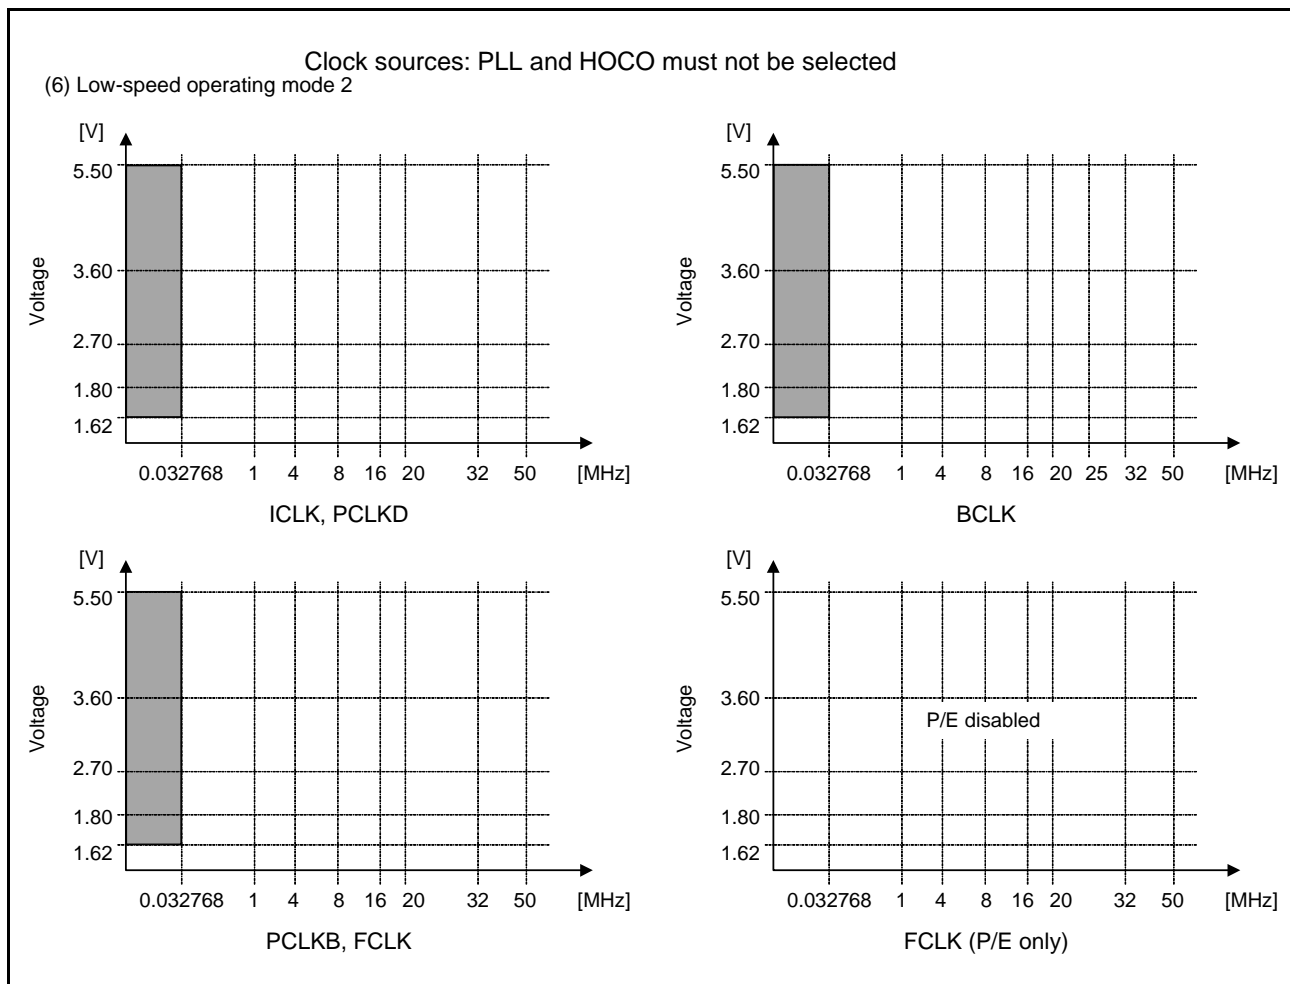 Clock sources: PLL and HOCO must not be selected
(6) Low-speed operating mode 2
[V]
5.50
3.60
2.70
1.80
1.62
Voltage
0.032768 1 4 8 16 20 32 50 [MHz]
ICLK, PCLKD
[V]
5.50
3.60
2.70
1.80
1.62
Voltage
0.032768 1 4 8 16 20 25 32 50 [MHz]
BCLK
[V]
5.50
3.60
2.70
1.80
1.62
Voltage
0.032768 1 4 8 16 20 32 50 [MHz]
PCLKB, FCLK
[V]
5.50
3.60
2.70
1.80
1.62
Voltage
P/E disabled
0.032768 1 4 8 16 20 32 50 [MHz]
FCLK (P/E only)